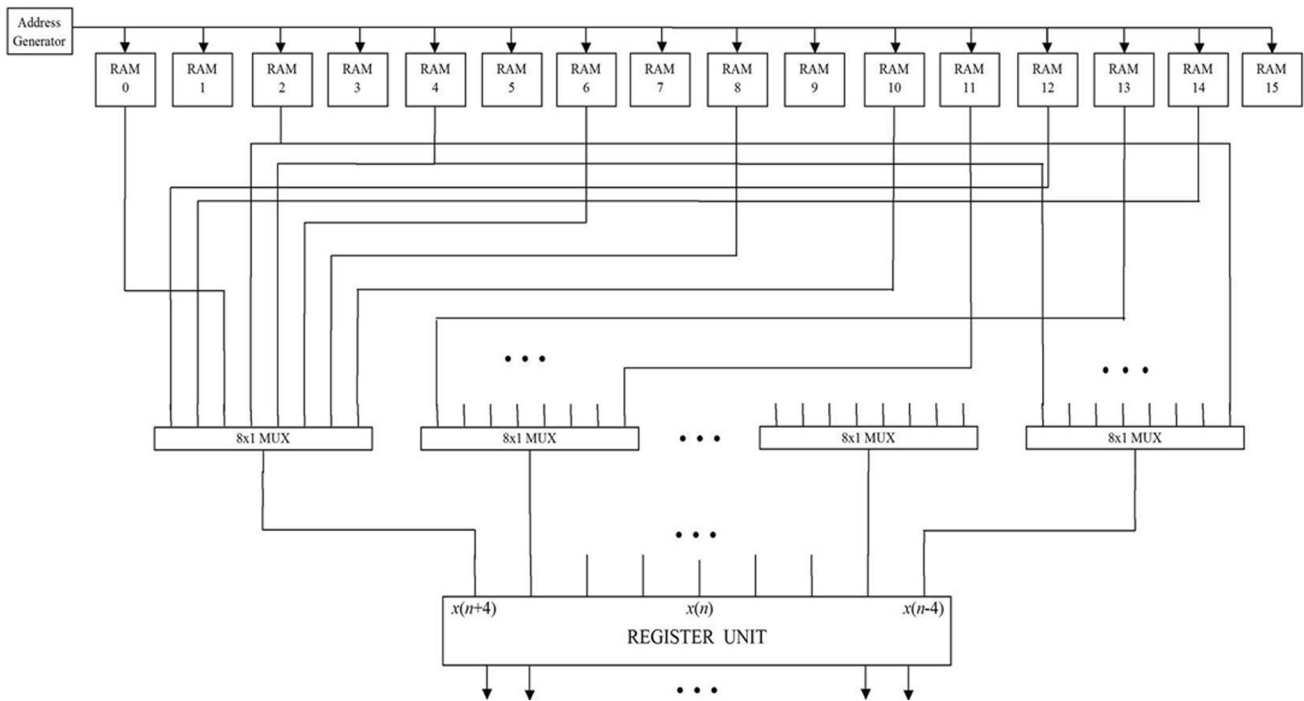 Address
Generator
RAM
0
RAM
1
RAM
2
RAM
3
RAM
4
RAM
5
RAM
6
RAM
7
RAM
8
RAM
9
RAM
10
RAM
11
RAM
12
RAM
13
RAM
14
RAM
15
8x1 MUX
8x1 MUX
8x1 MUX
8x1 MUX
x(n+4)
x(n)
x(n-4)
REGISTER UNIT